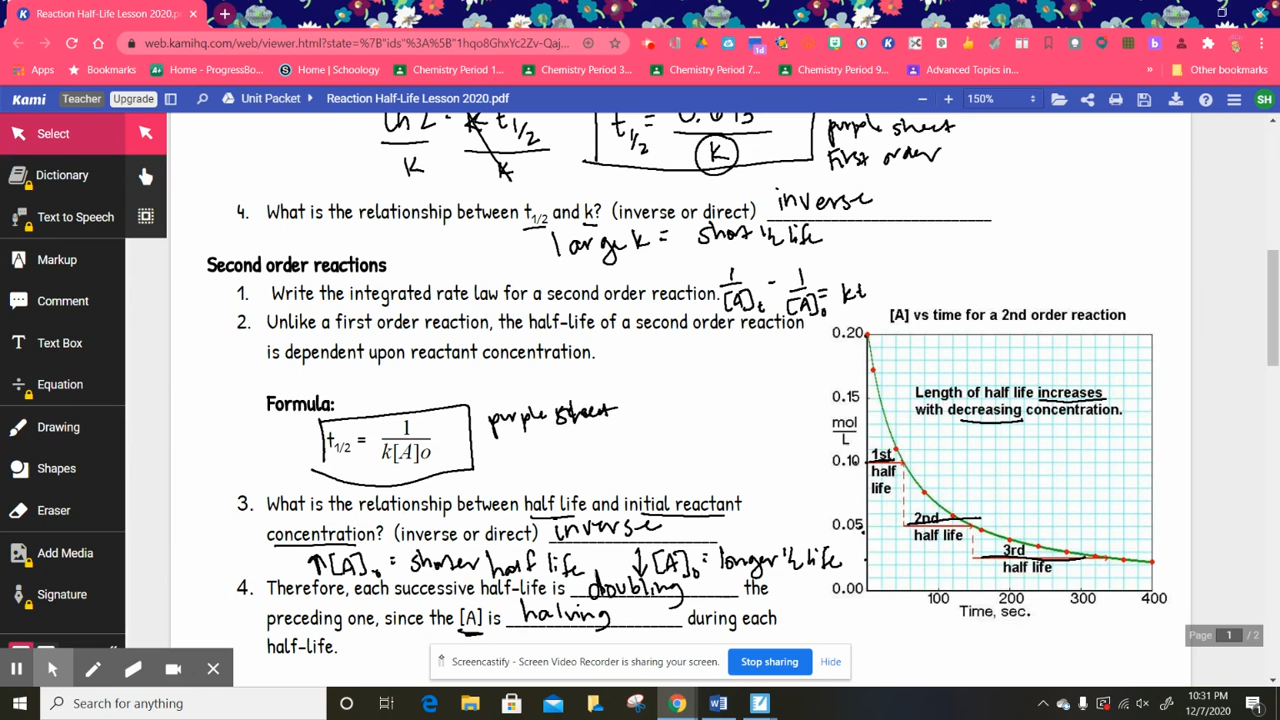 Reaction Half-Life Lesson 2020.p
web.kamihq.com/web/viewer.html?state=%7B"ids"%3A%5B"1hqo8GhxYc2Zv-Qaj...
Apps Bookmarks Home - ProgressBo... Home | Schoology Chemistry Period 1... Chemistry Period 3... Chemistry Period 7... Chemistry Period 9... Advanced Topics in... » Other bookmarks
Kami Teacher Upgrade Unit Packet Reaction Half-Life Lesson 2020.pdf 150% SH
Select
Dictionary
Text to Speech
Markup
Comment
Text Box
Equation
Drawing
Shapes
Eraser
Add Media
Signature
ln 2 = k t1/2
K k
t1/2 = 0.693
k
purple sheet
First order
4. What is the relationship between t1/2 and k? (inverse or direct) inverse
large k = short ½ life
Second order reactions
1. Write the integrated rate law for a second order reaction. 1/[A]t - 1/[A]0 = kt
2. Unlike a first order reaction, the half-life of a second order reaction
is dependent upon reactant concentration.
Formula:
t1/2 = 1/k[A]o purple sheet
3. What is the relationship between half life and initial reactant
concentration? (inverse or direct) inverse
↑[A]0 = shorter half life ↓[A]0 = longer ½ life
4. Therefore, each successive half-life is doubling the
preceding one, since the [A] is halving during each
half-life.
[A] vs time for a 2nd order reaction
0.20
Length of half life increases
with decreasing concentration.
0.15
mol
L
0.10
1st
half
life
0.05
2nd
half life
3rd
half life
0.00
100 200 300 400
Time, sec.
Page 1 / 2
Screencastify - Screen Video Recorder is sharing your screen. Stop sharing Hide
Type here to search
10:31 PM
12/7/2020